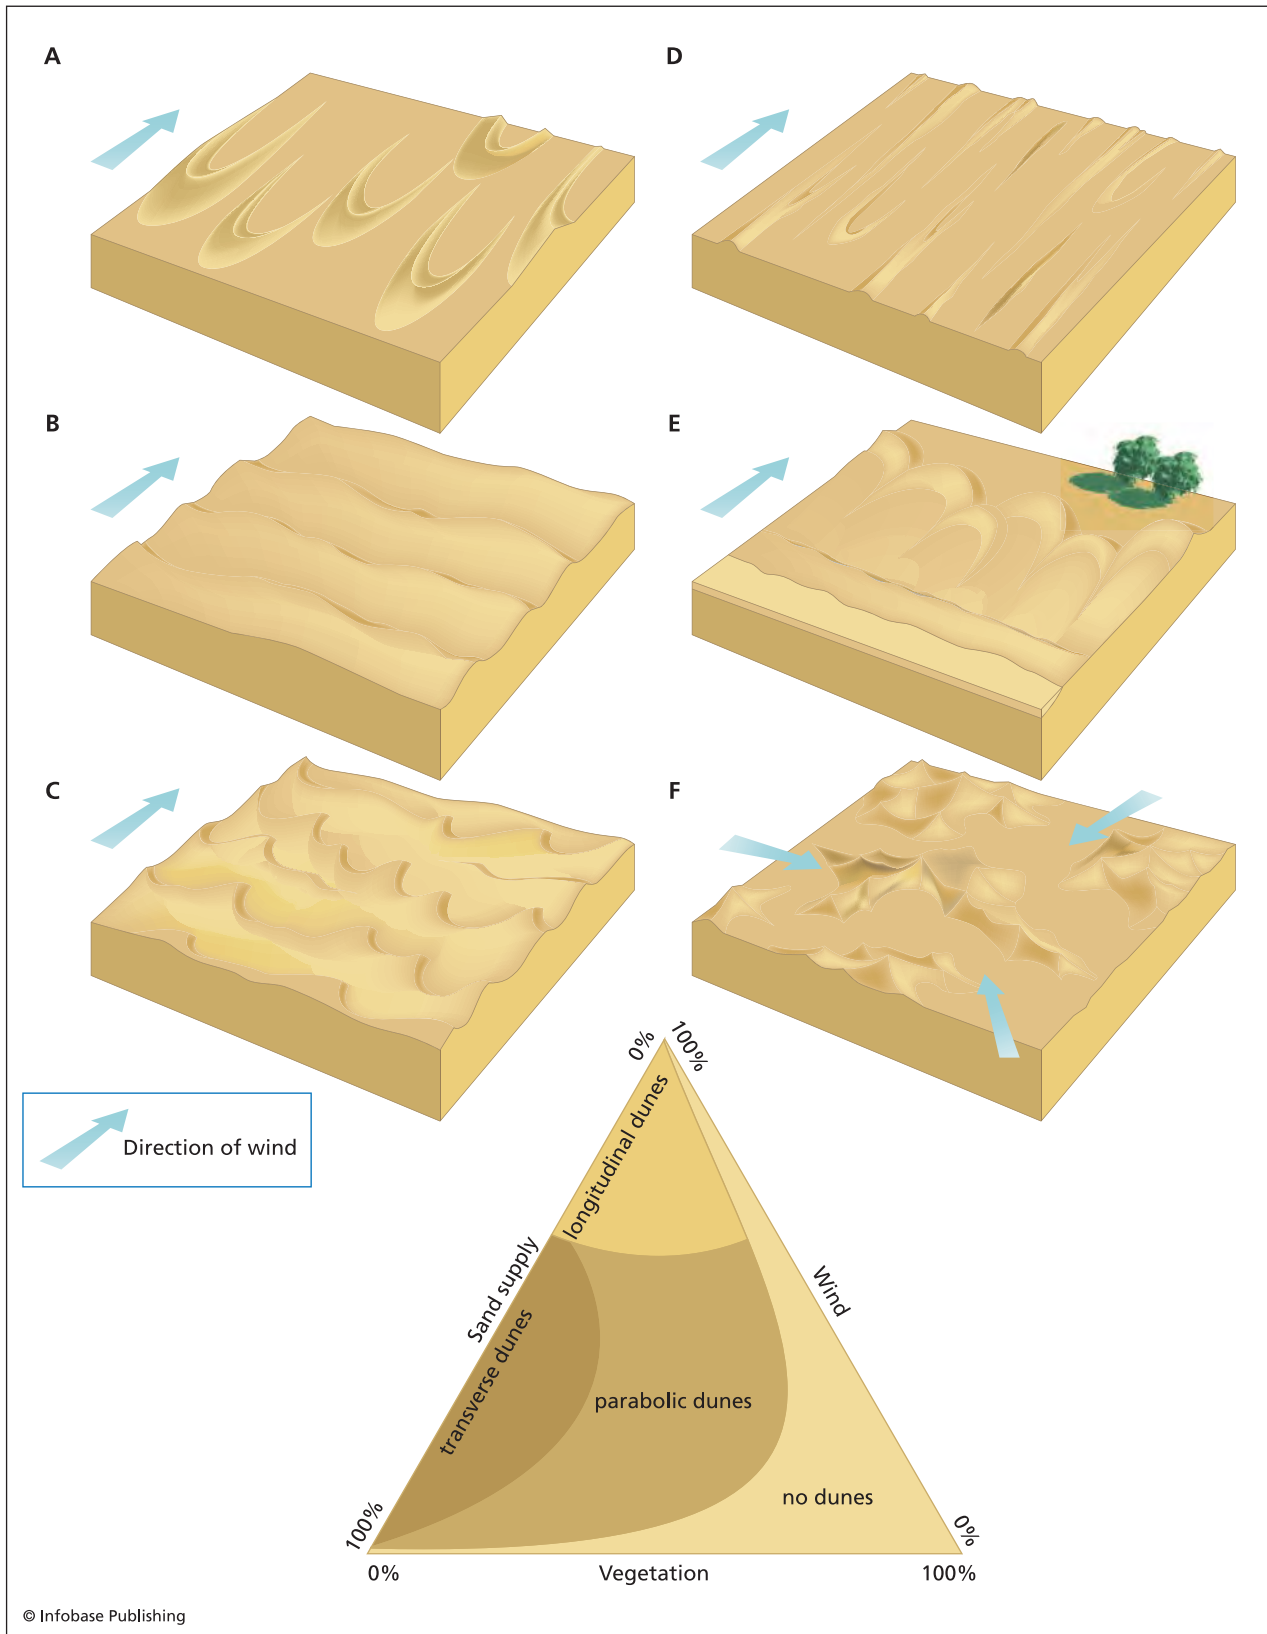 A
D
B
E
C
F
Direction of wind
0%
100%
longitudinal dunes
Sand supply
Wind
transverse dunes
parabolic dunes
no dunes
100%
0%
0%
Vegetation
100%
© Infobase Publishing